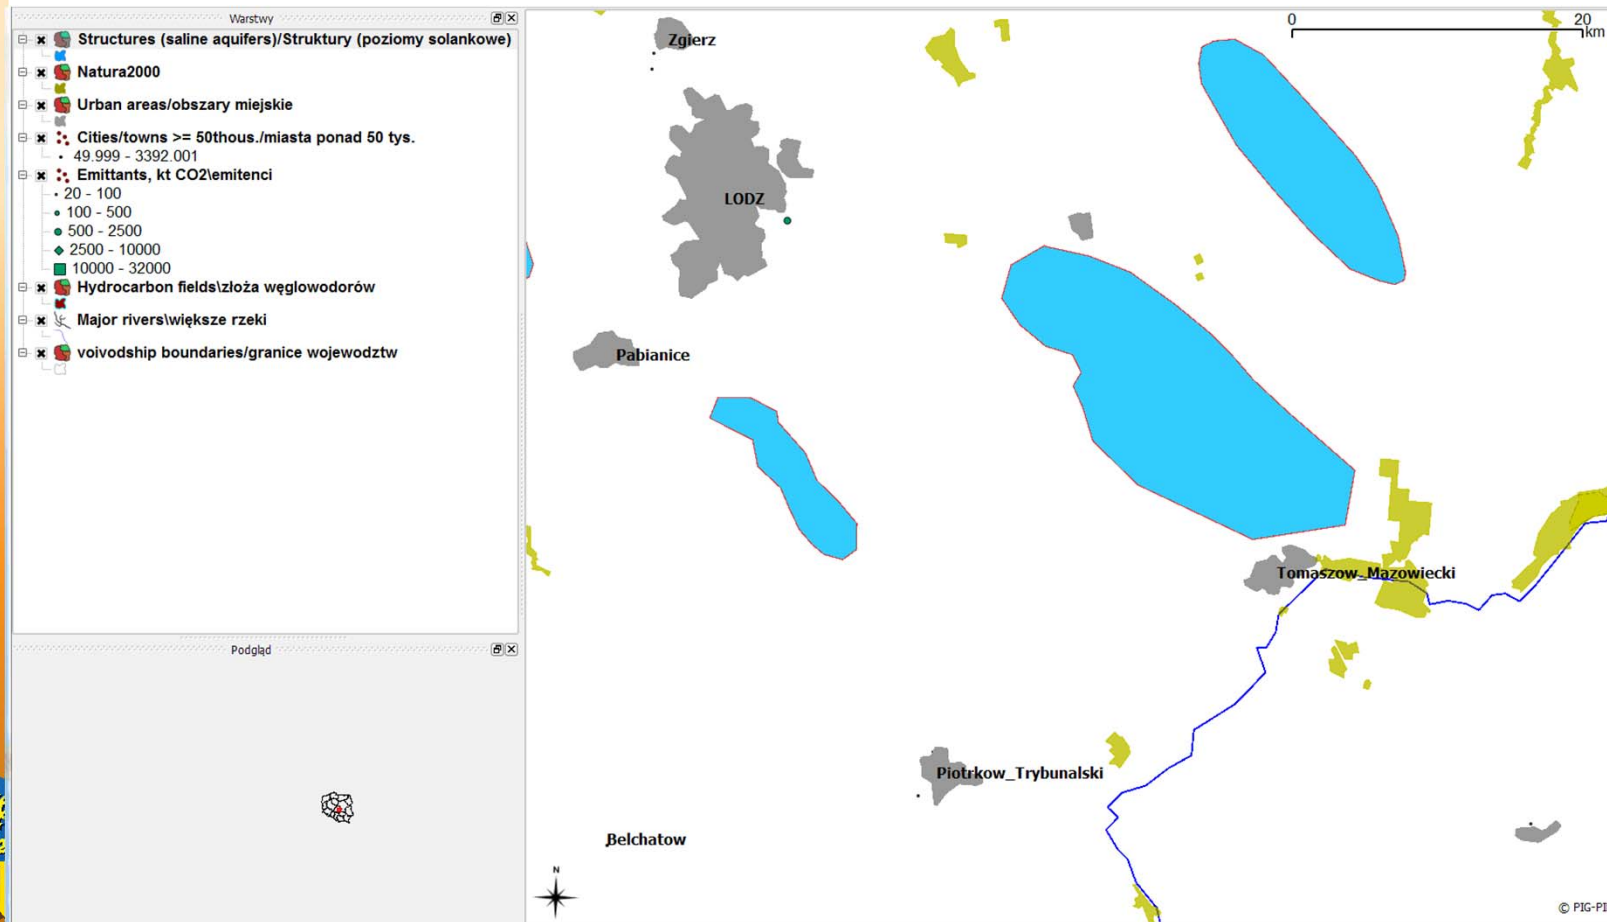 Warstwy
Structures (saline aquifers)/Struktury (poziomy solankowe)
Natura2000
Urban areas/obszary miejskie
Cities/towns >= 50thous./miasta ponad 50 tys.
49.999 - 3392.001
Emittants, kt CO2\emitenci
20 - 100
100 - 500
500 - 2500
2500 - 10000
10000 - 32000
Hydrocarbon fields\złoża węglowodorów
Major rivers\większe rzeki
voivodship boundaries/granice wojewodztw
Podgląd
0 20
km
Zgierz
LODZ
Pabianice
Tomaszow_Mazowiecki
Piotrkow_Trybunalski
Belchatow
N
© PIG-PI